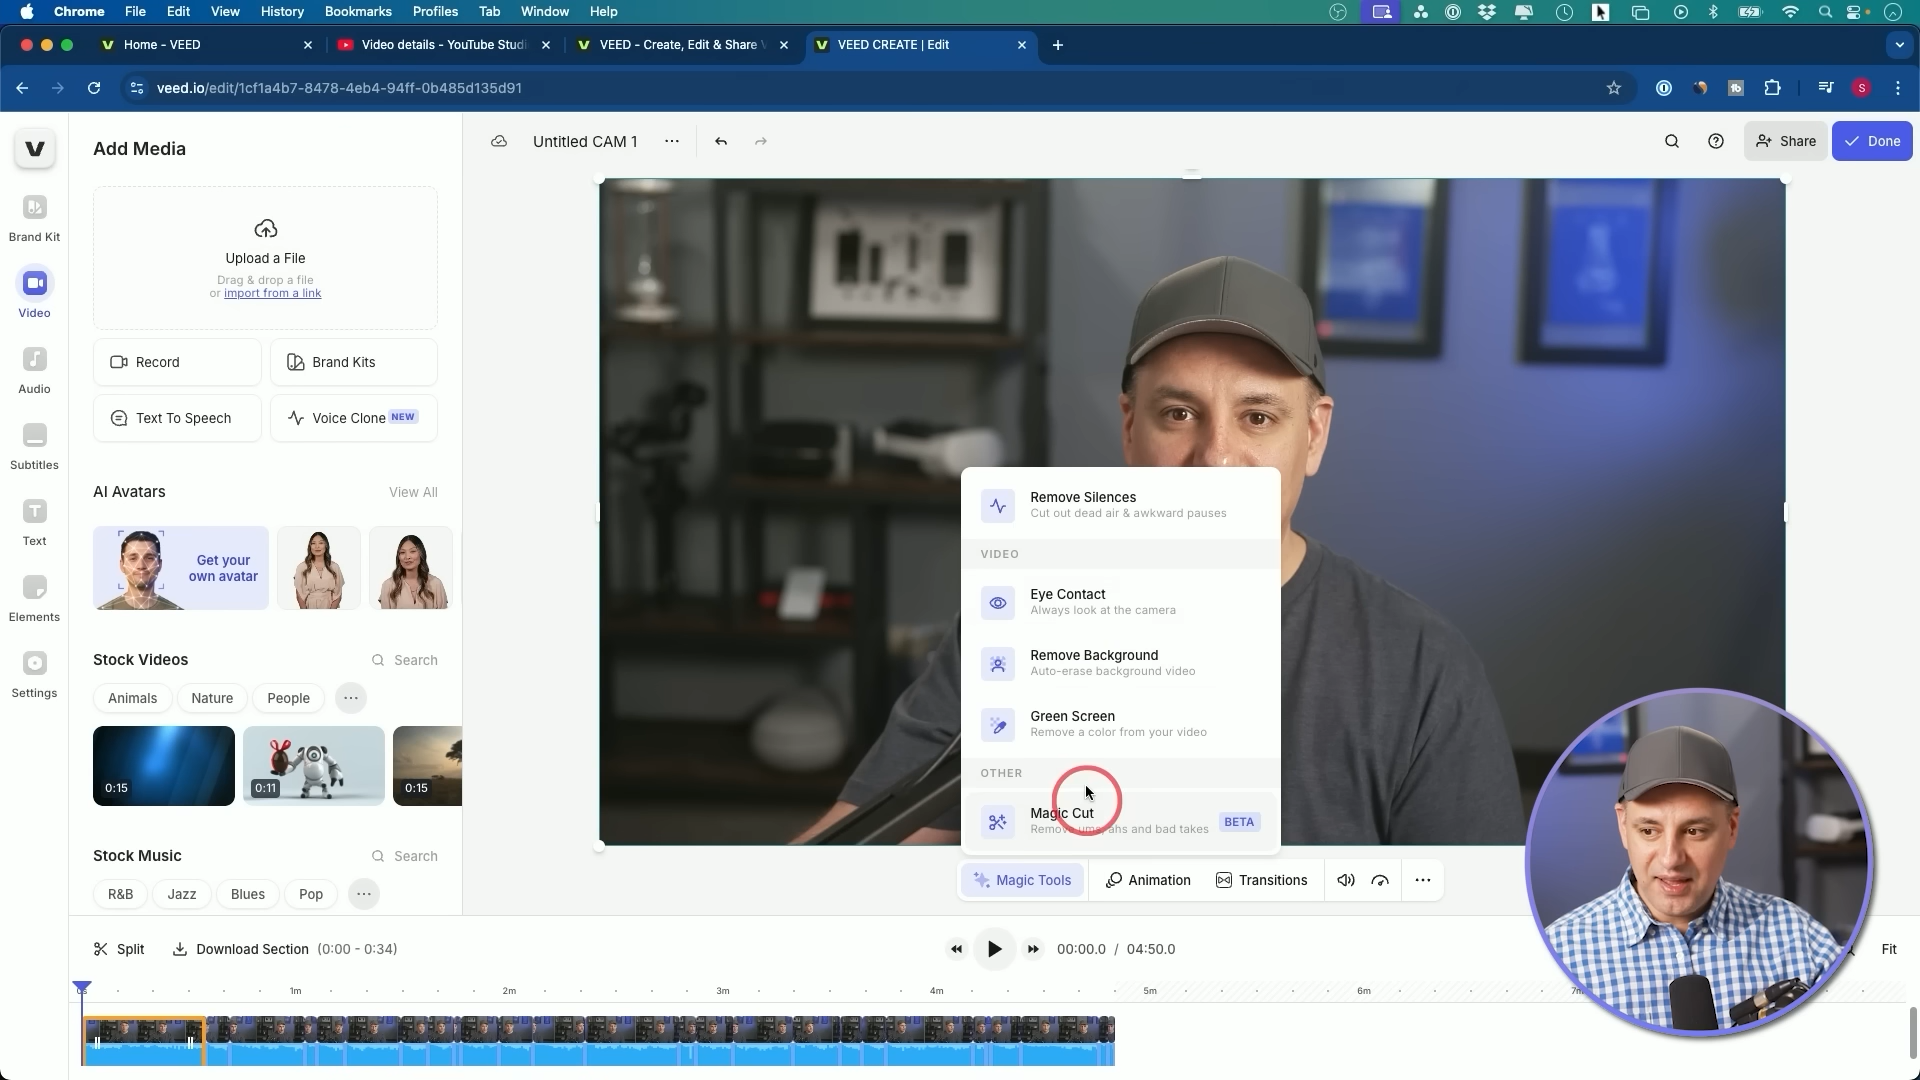 Chrome File Edit View History Bookmarks Profiles Tab Window Help
Home - VEED
Video details - YouTube Studi
VEED - Create, Edit & Share
VEED CREATE | Edit
veed.io/edit/1cf1a4b7-8478-4eb4-94ff-0b485d135d91
S
Add Media
Untitled CAM 1
Share
Done
Brand Kit
Video
Audio
Subtitles
Text
Elements
Settings
Upload a File
Drag & drop a file
or import from a link
Record
Brand Kits
Text To Speech
Voice Clone NEW
AI Avatars
View All
Get your
own avatar
Stock Videos
Search
Animals
Nature
People
0:15
0:11
0:15
Stock Music
Search
R&B
Jazz
Blues
Pop
Remove Silences
Cut out dead air & awkward pauses
VIDEO
Eye Contact
Always look at the camera
Remove Background
Auto-erase background video
Green Screen
Remove a color from your video
OTHER
Magic Cut
Remove ums, ahs and bad takes
BETA
Magic Tools
Animation
Transitions
Split
Download Section (0:00 - 0:34)
00:00.0 / 04:50.0
Fit
1m
2m
3m
4m
5m
6m